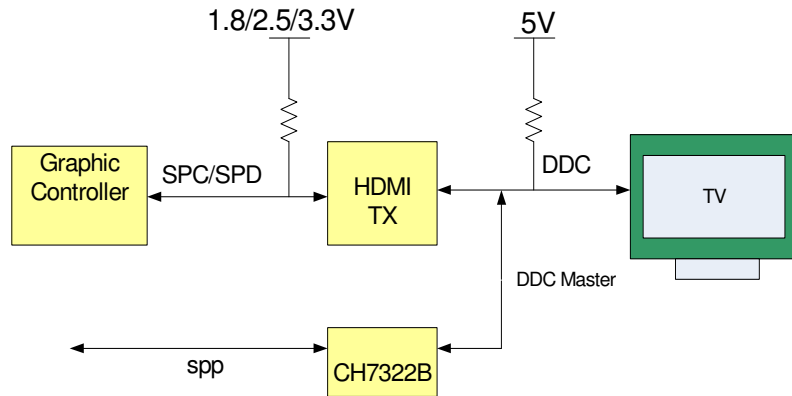 1.8/2.5/3.3V
5V
Graphic
Controller
SPC/SPD
HDMI
TX
DDC
TV
DDC Master
spp
CH7322B